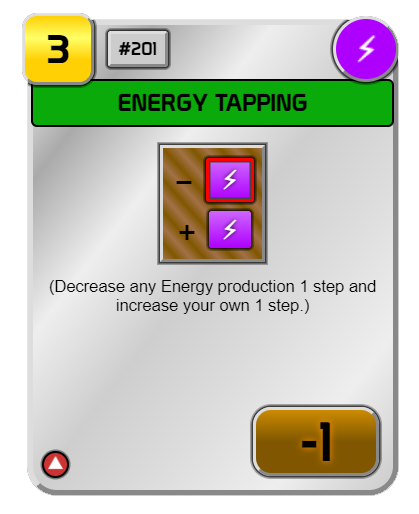 3
#201
ENERGY TAPPING
-
+
(Decrease any Energy production 1 step and
increase your own 1 step.)
-1